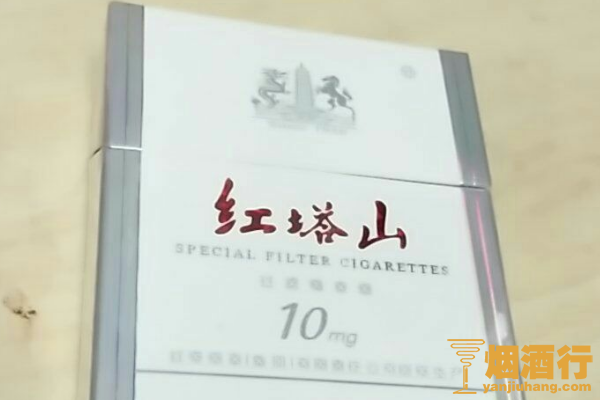 红塔山
SPECIAL FILTER CIGARETTES
10mg
烟酒行
yanjiuhang.com